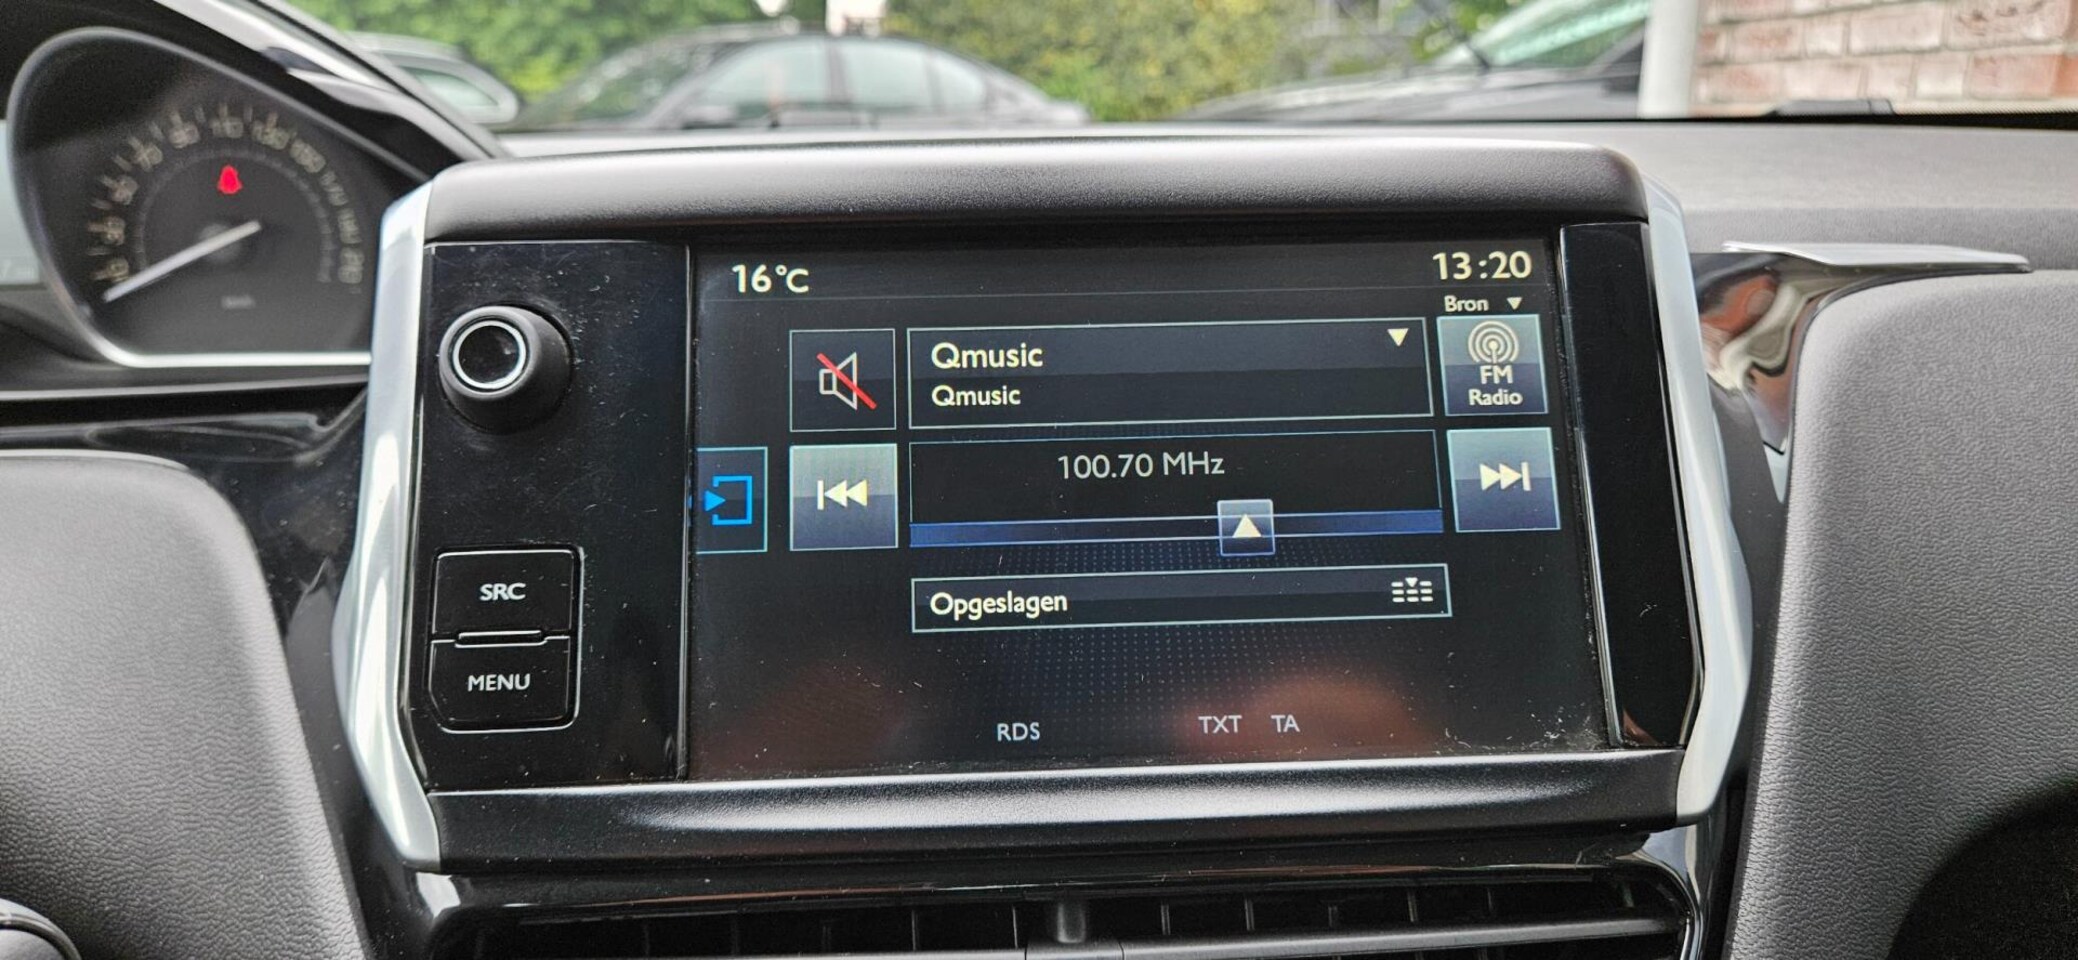 16°C
13:20
Bron
Qmusic
Qmusic
FM
Radio
100.70 MHz
SRC
Opgeslagen
MENU
RDS TXT TA